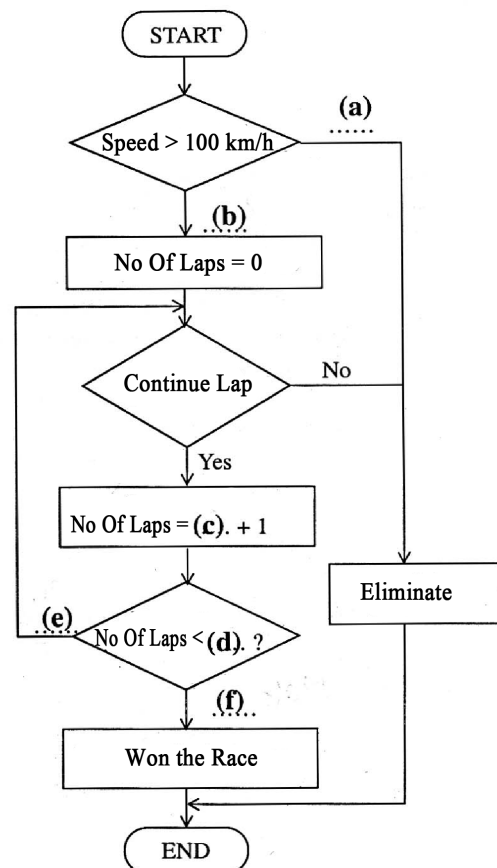 START
(a)
......
Speed > 100 km/h
(b)
......
No Of Laps = 0
Continue Lap
No
Yes
No Of Laps = (c). + 1
Eliminate
(e)
......
No Of Laps < (d). ?
(f)
......
Won the Race
END